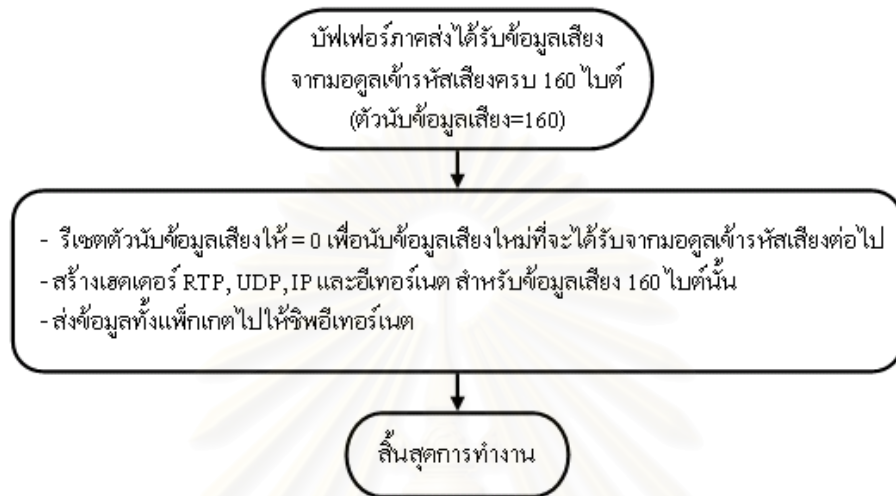 บัฟเฟอร์ภาคส่งได้รับข้อมูลเสียง
จากมอดูลเข้ารหัสเสียงครบ 160 ไบต์
(ตัวนับข้อมูลเสียง=160)
- รีเซตตัวนับข้อมูลเสียงให้ = 0 เพื่อนับข้อมูลเสียงใหม่ที่จะได้รับจากมอดูลเข้ารหัสเสียงต่อไป
- สร้างเฮดเดอร์ RTP, UDP, IP และอีเทอร์เนต สำหรับข้อมูลเสียง 160 ไบต์นั้น
- ส่งข้อมูลทั้งแพ็กเกตไปให้ชิพอีเทอร์เนต
สิ้นสุดการทำงาน